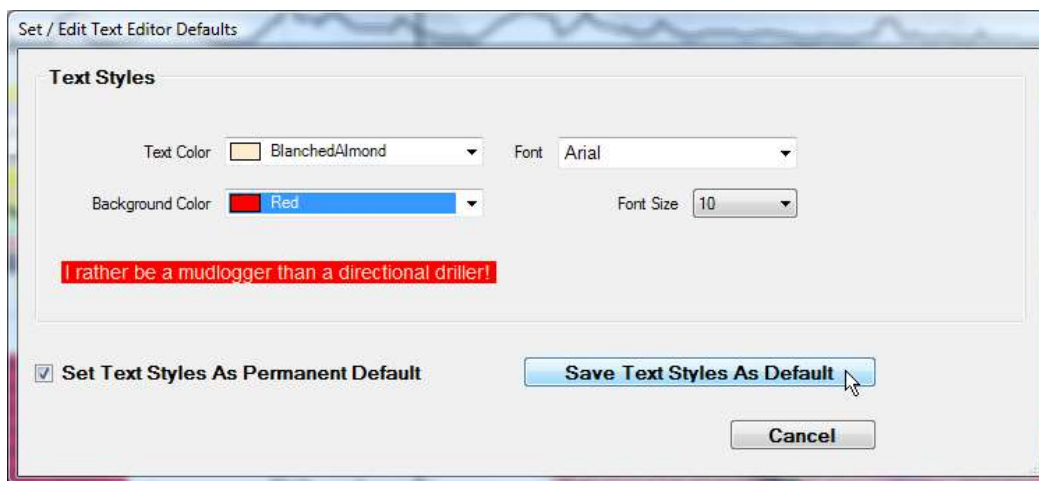 Set / Edit Text Editor Defaults
Text Styles
Text Color BlanchedAlmond Font Arial
Background Color Red Font Size 10
I rather be a mudlogger than a directional driller!
Set Text Styles As Permanent Default Save Text Styles As Default
Cancel